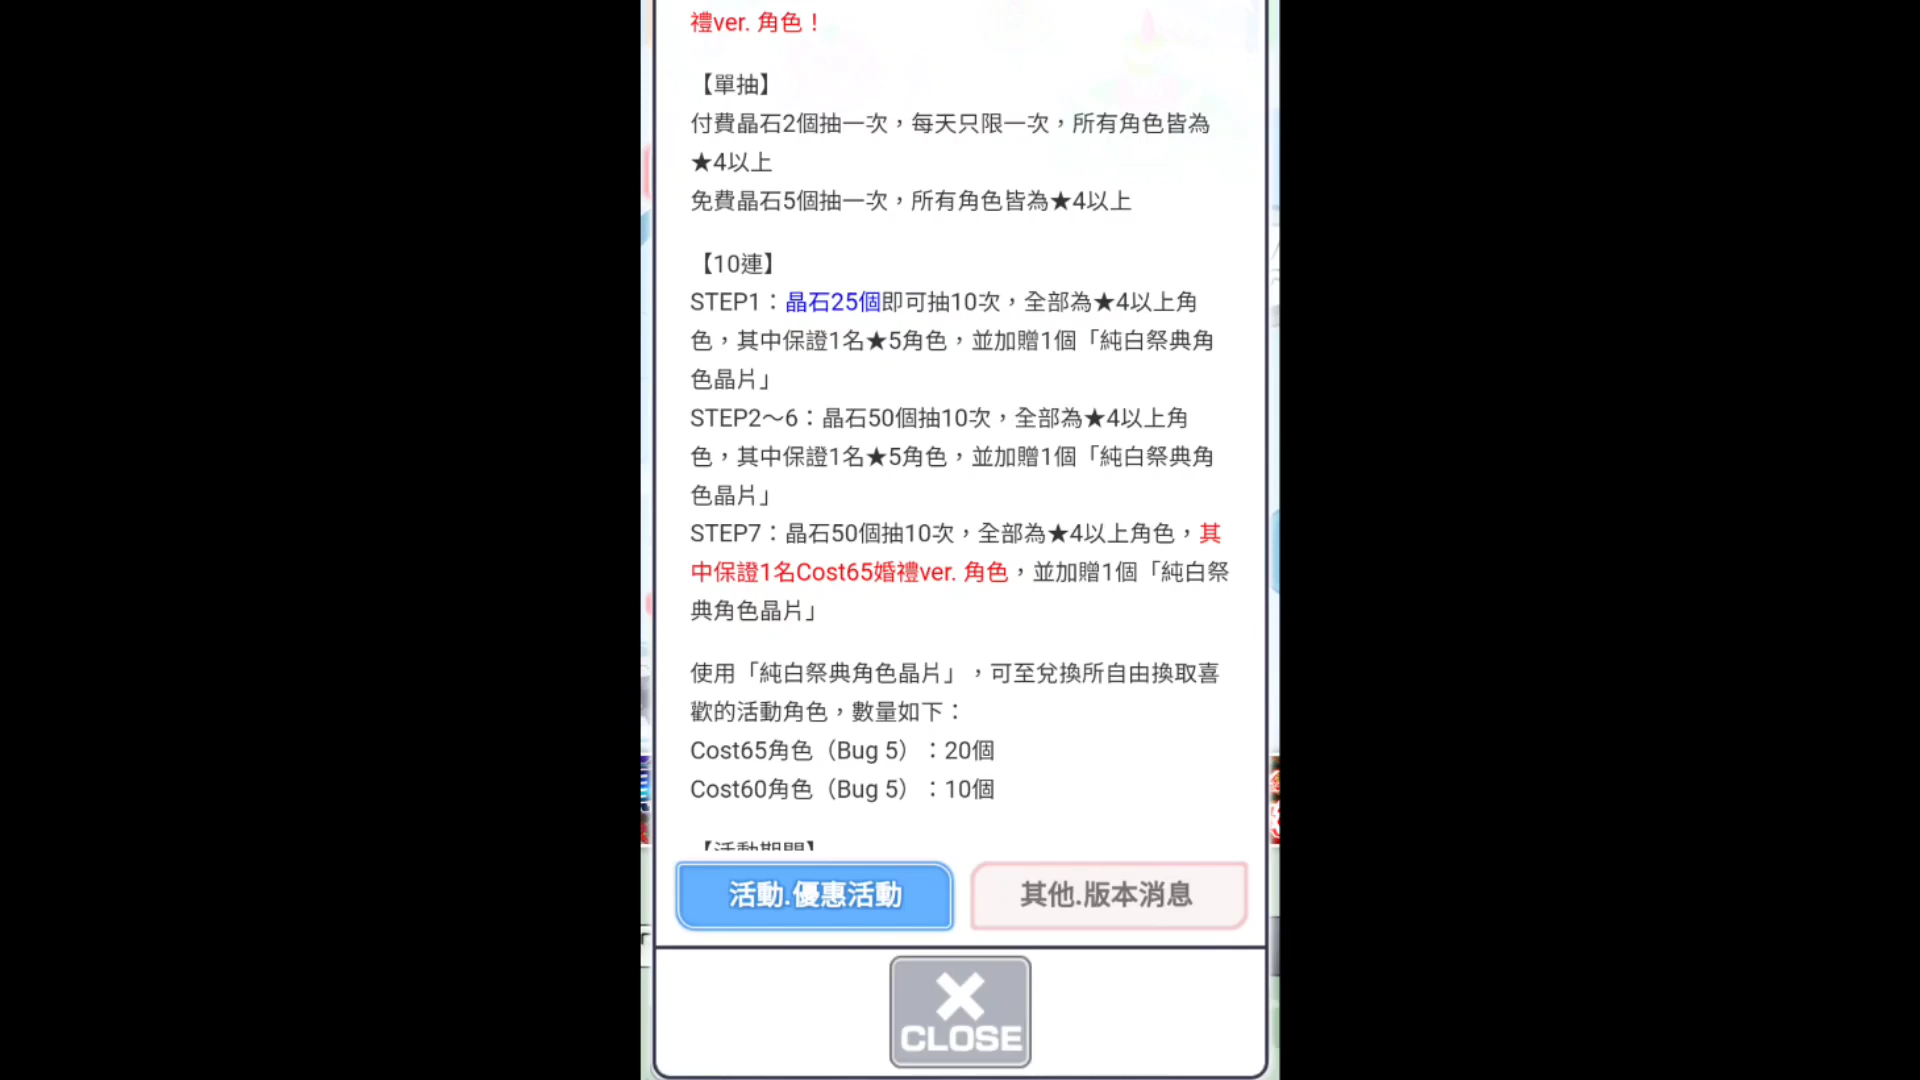 禮ver. 角色！
【單抽】
付費晶石2個抽一次，每天只限一次，所有角色皆為
★4以上
免費晶石5個抽一次，所有角色皆為★4以上
【10連】
STEP1：晶石25個即可抽10次，全部為★4以上角
色，其中保證1名★5角色，並加贈1個「純白祭典角
色晶片」
STEP2～6：晶石50個抽10次，全部為★4以上角
色，其中保證1名★5角色，並加贈1個「純白祭典角
色晶片」
STEP7：晶石50個抽10次，全部為★4以上角色，其
中保證1名Cost65婚禮ver. 角色，並加贈1個「純白祭
典角色晶片」
使用「純白祭典角色晶片」，可至兌換所自由換取喜
歡的活動角色，數量如下：
Cost65角色（Bug 5）：20個
Cost60角色（Bug 5）：10個
【活動期間】
活動.優惠活動
其他.版本消息
CLOSE